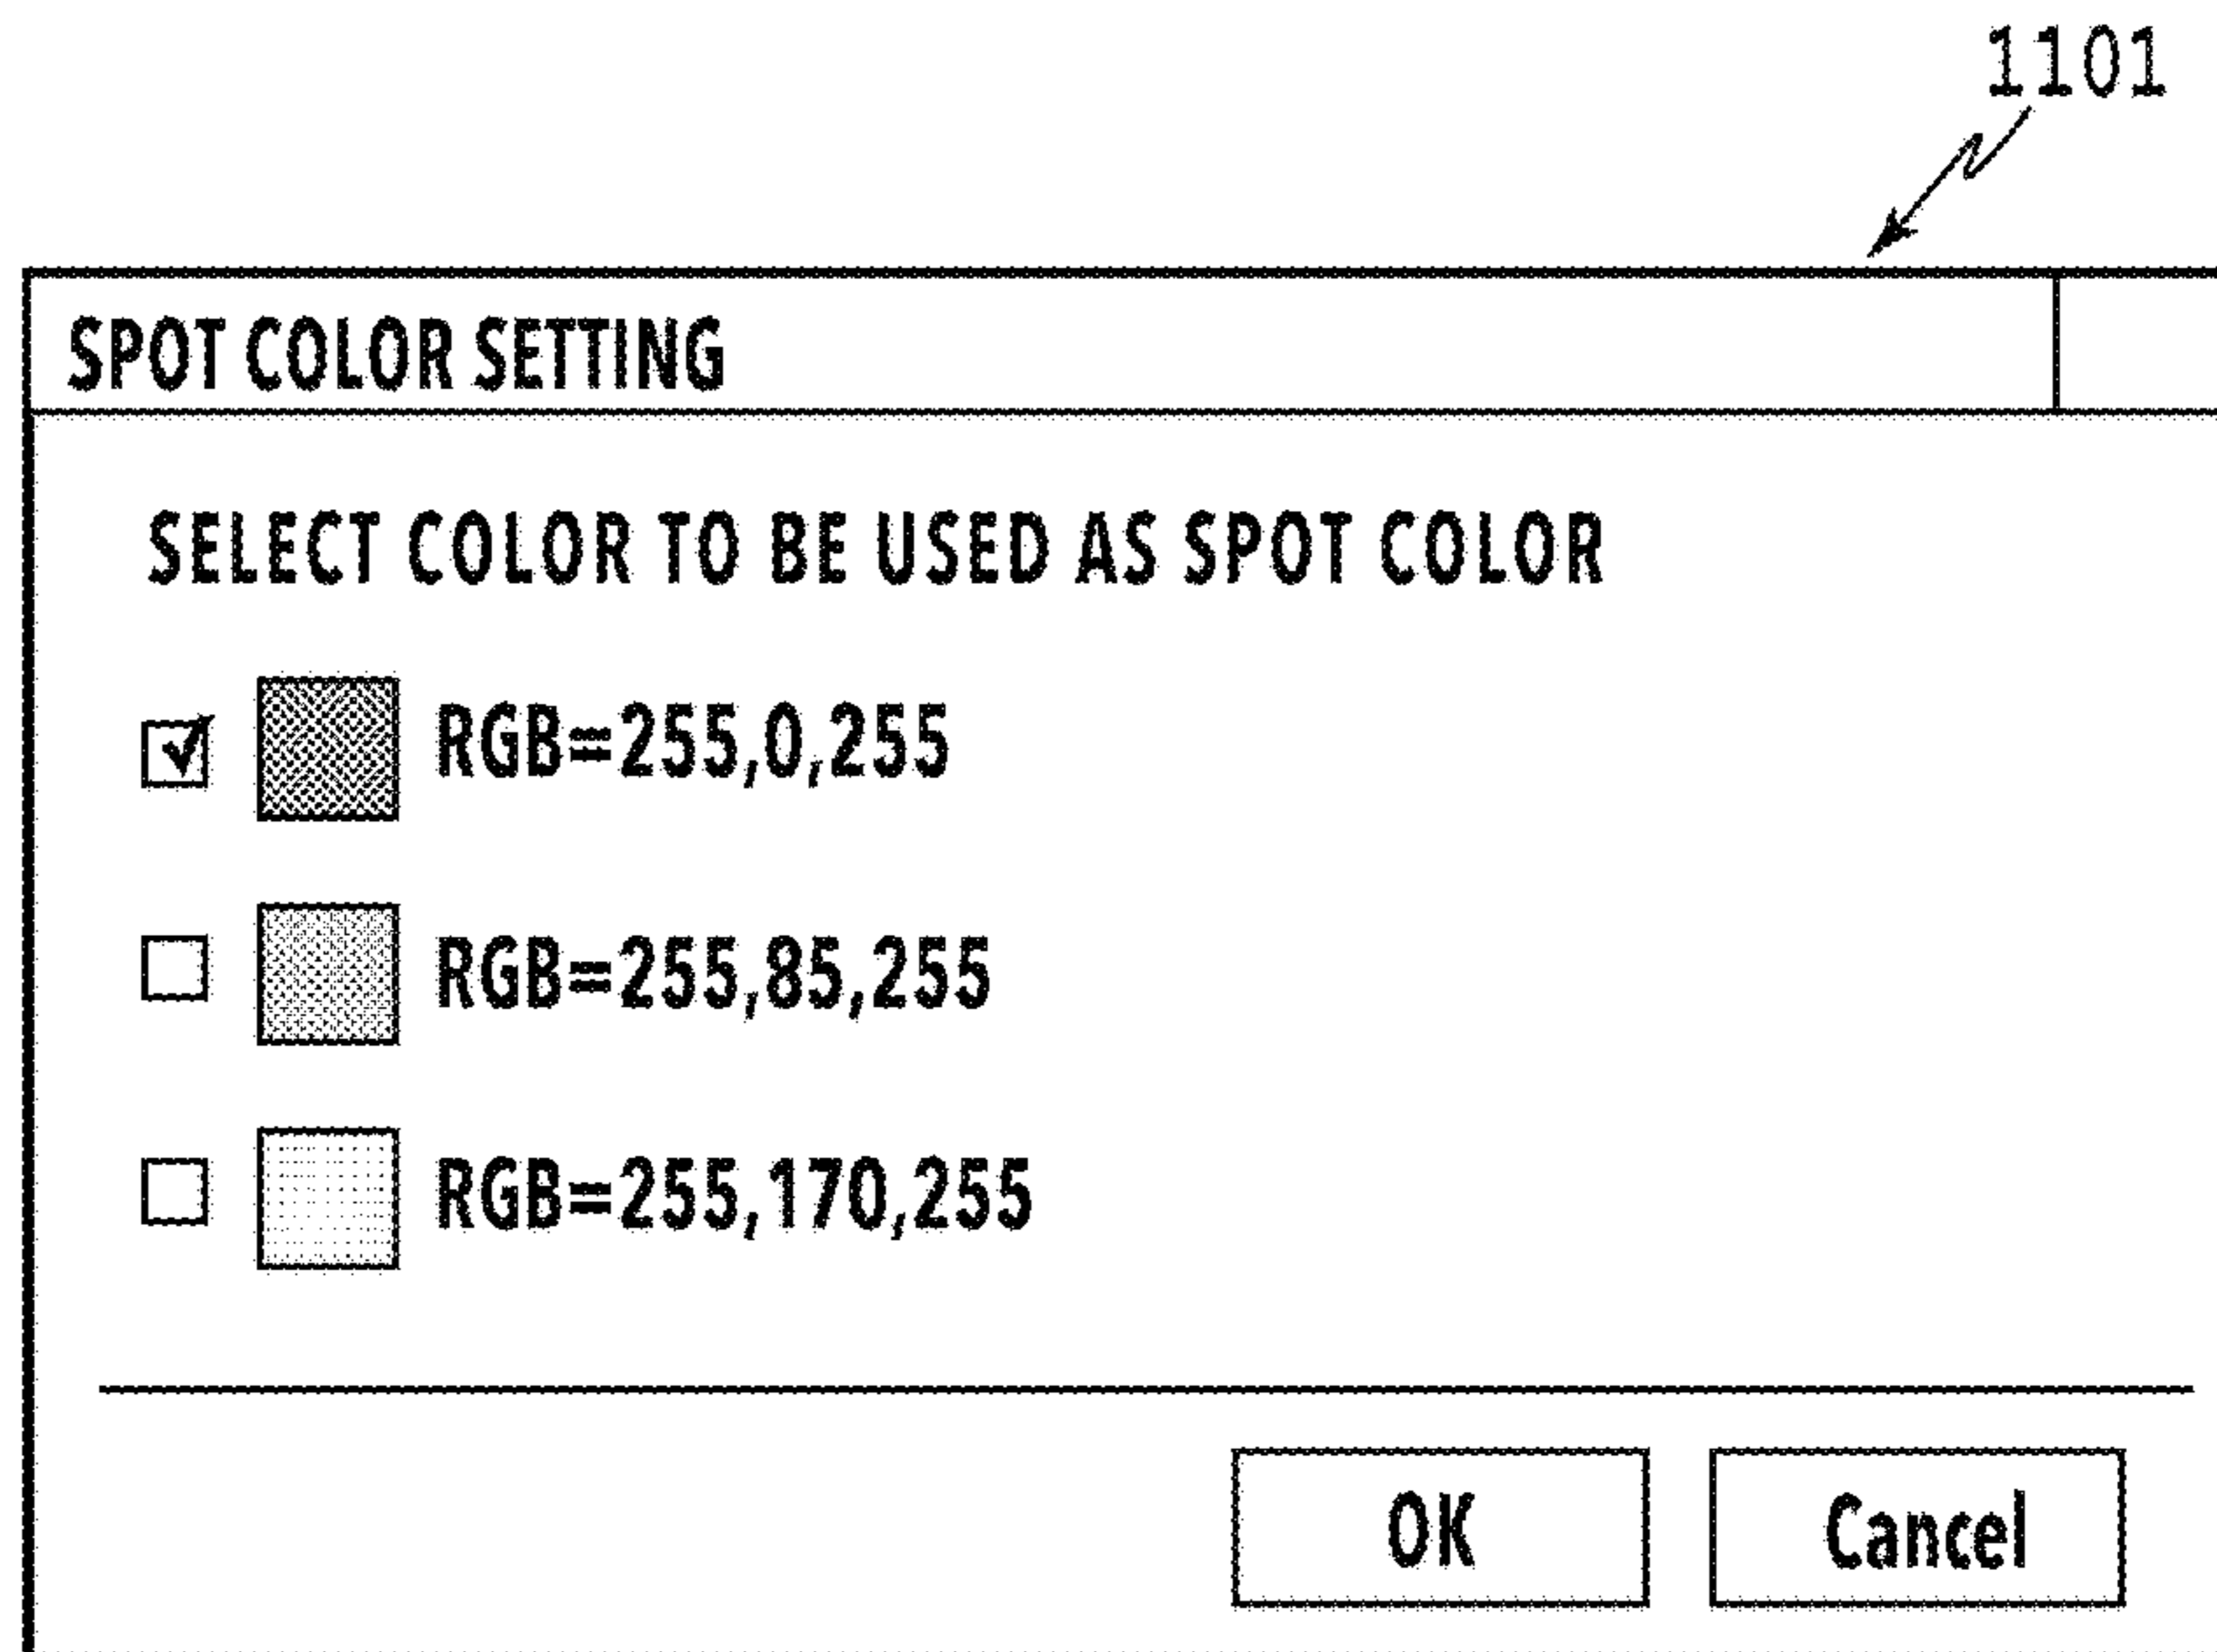 1101
SPOT COLOR SETTING
SELECT COLOR TO BE USED AS SPOT COLOR
RGB=255,0,255
RGB=255,85,255
RGB=255,170,255
OK Cancel